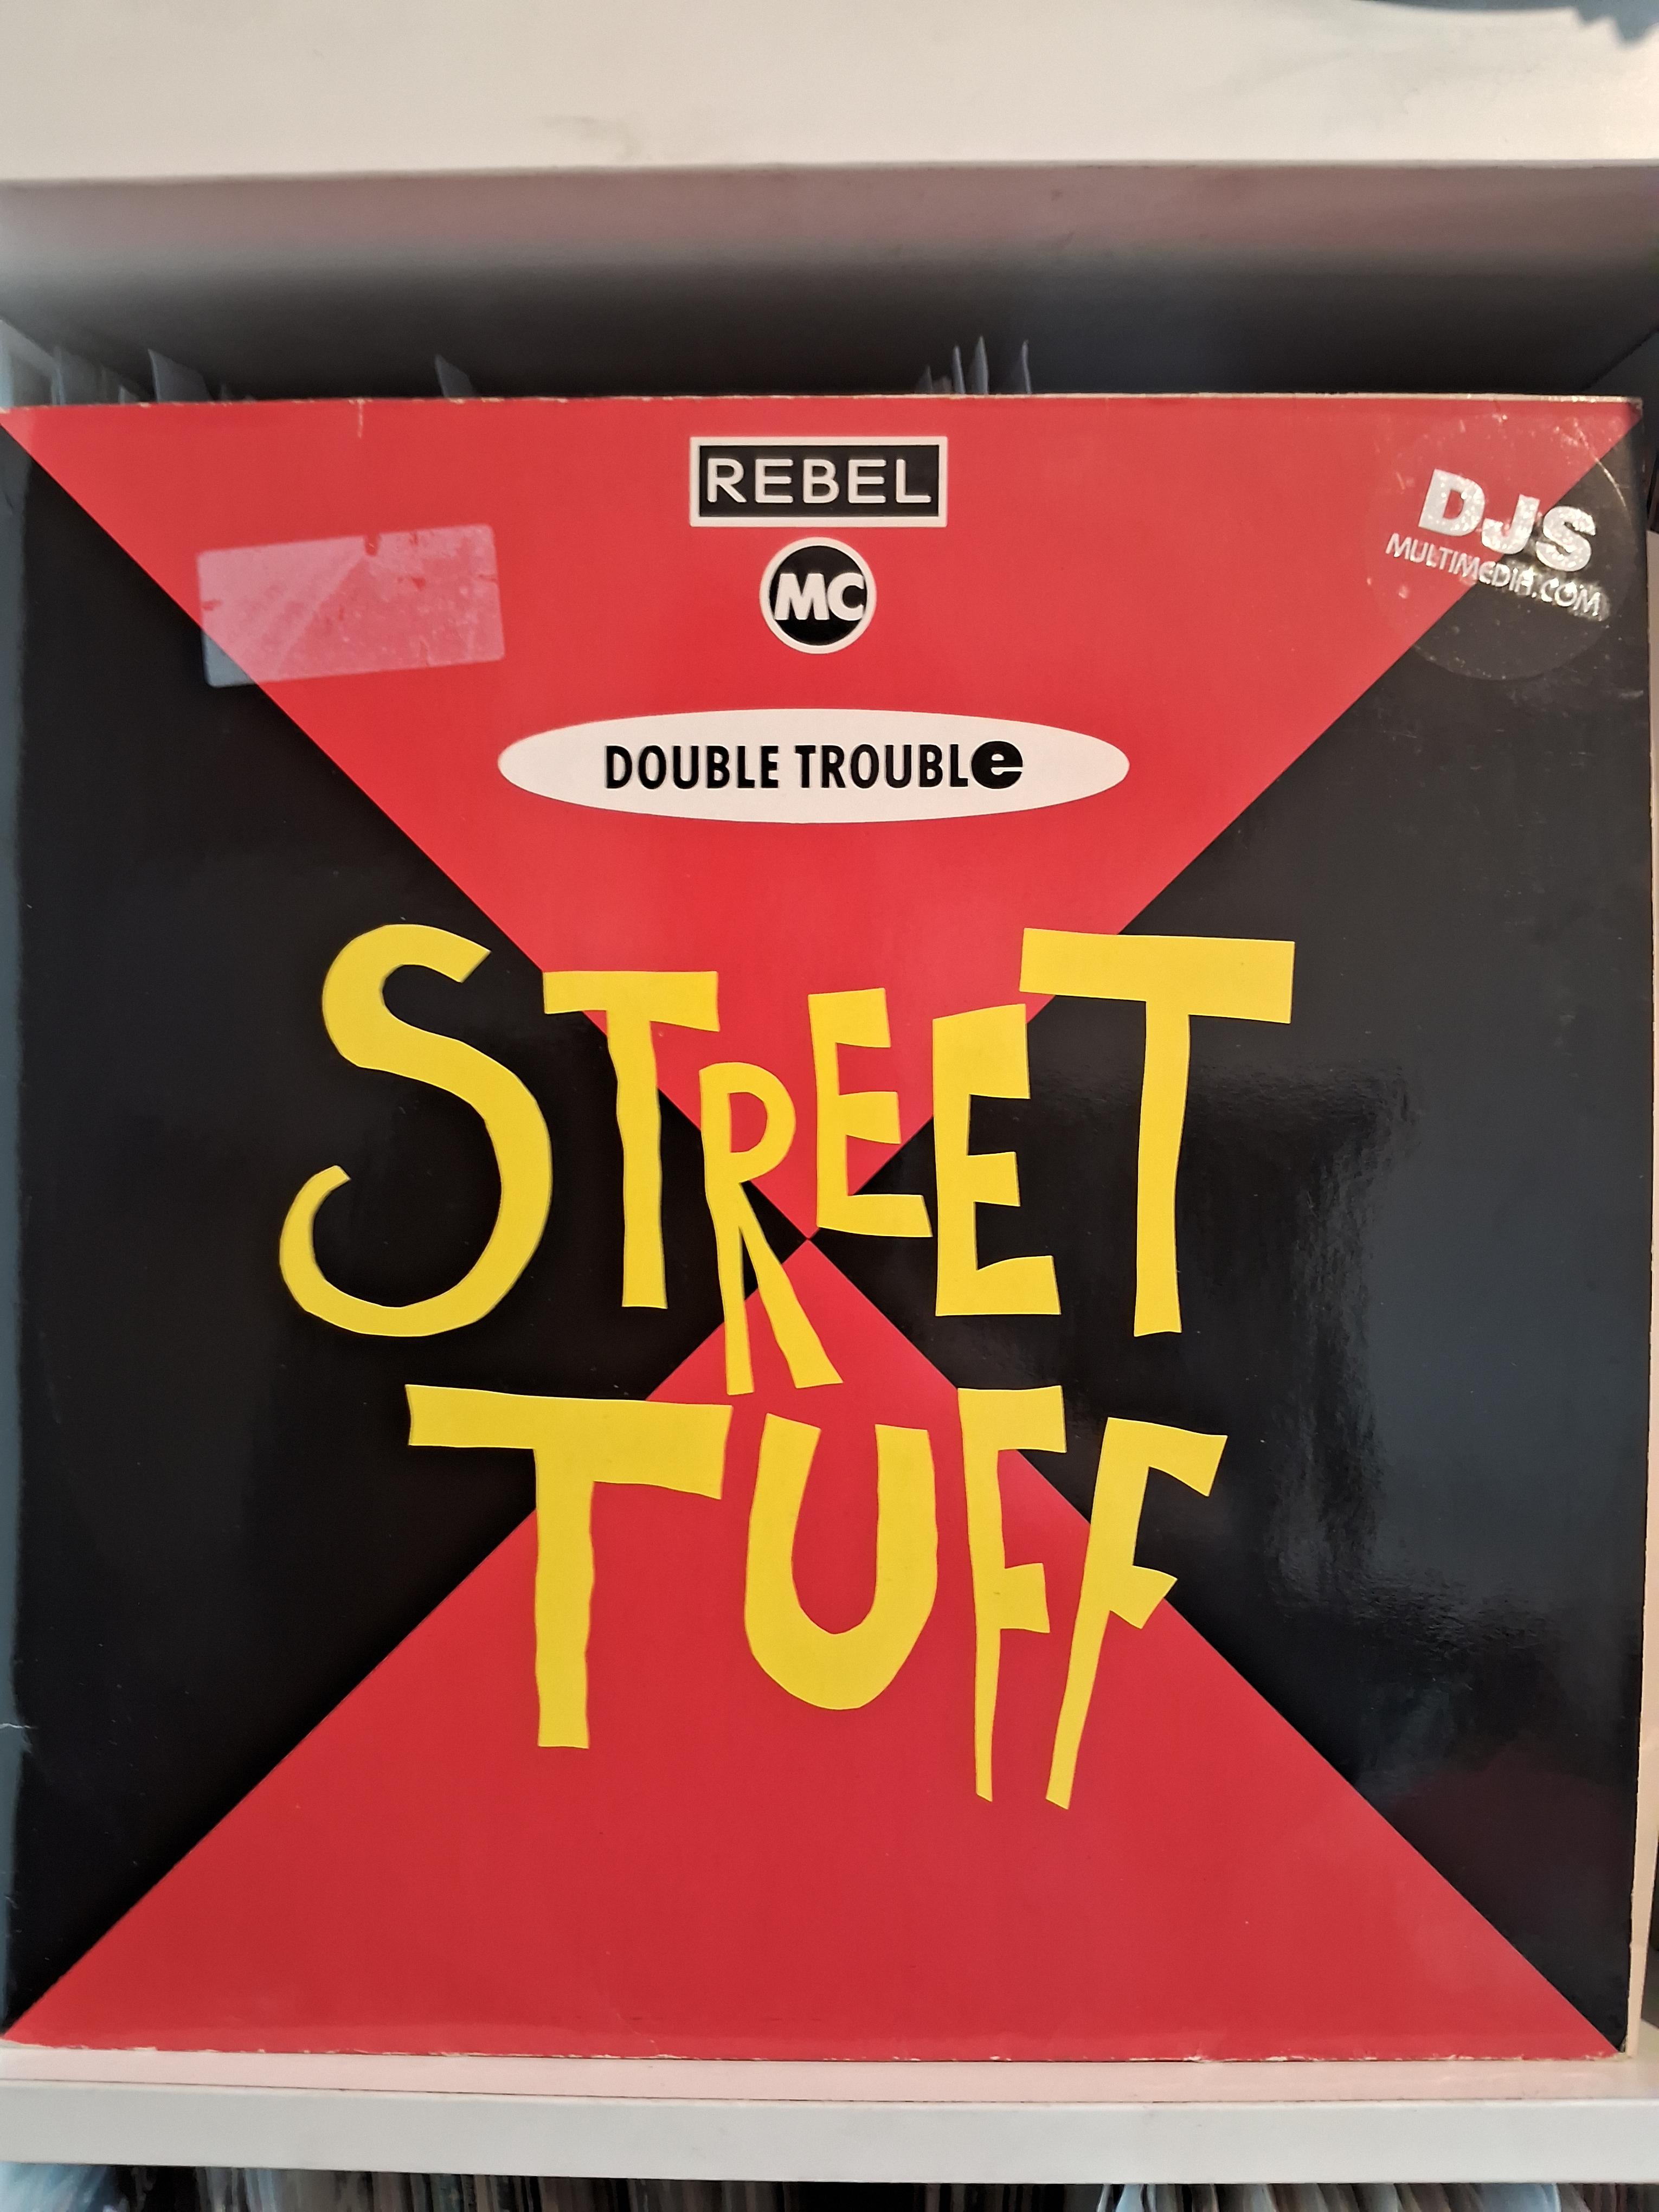 REBEL
MC
DJS
MULTIMEDIA.COM
DOUBLE TROUBLe
STREET
TUFF